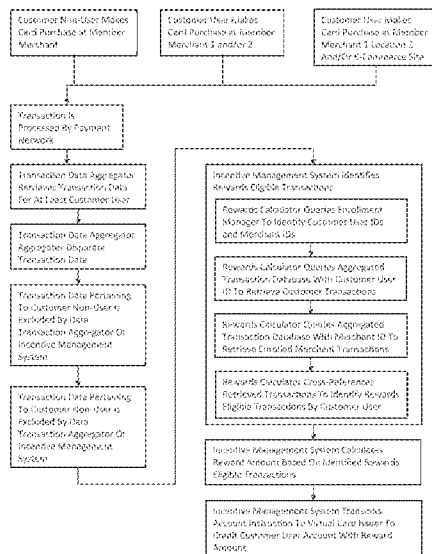 Customer Non-User Makes
Card Purchase at Member
Merchant
Customer User Makes
Card Purchase at Member
Merchant 1 and/or 2
Customer User Makes
Card Purchase at Member
Merchant 1 Location 2
And/Or E-Commerce Site
Transaction Is
Processed By Payment
Network
Transaction Data Aggregator
Retrieves Transaction Data
For At Least Customer User
Transaction Data Aggregator
Aggregates Disparate
Transaction Data
Transaction Data Pertaining
To Customer Non-User Is
Excluded By Data
Transaction Aggregator Or
Incentive Management
System
Transaction Data Pertaining
To Customer Non-User Is
Excluded By Data
Transaction Aggregator Or
Incentive Management
System
Incentive Management System Identifies
Rewards Eligible Transactions
Rewards Calculator Queries Enrollment
Manager To Identify Customer User IDs
and Merchant IDs
Rewards Calculator Queries Aggregated
Transaction Database With Customer User
ID To Retrieve Customer Transactions
Rewards Calculator Queries Aggregated
Transaction Database With Merchant ID To
Retrieve Enrolled Merchant Transactions
Rewards Calculator Cross-References
Retrieved Transactions To Identify Rewards
Eligible Transactions By Customer User
Incentive Management System Calculates
Reward Amount Based On Identified Rewards
Eligible Transactions
Incentive Management System Transmits
Account Instruction To Virtual Card Issuer To
Credit Customer User Account With Reward
Amount